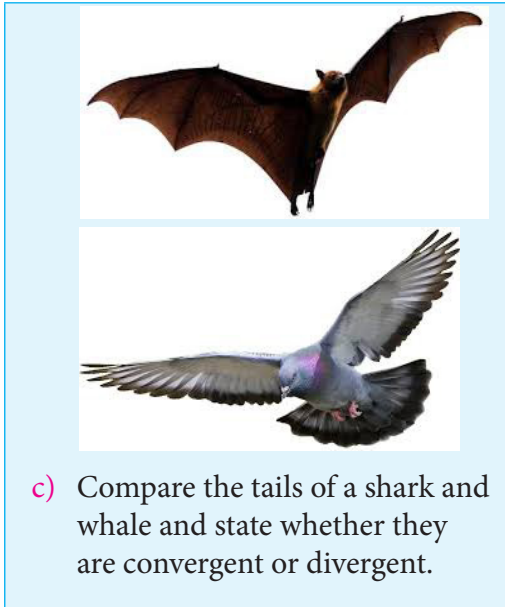 c) Compare the tails of a shark and
whale and state whether they
are convergent or divergent.